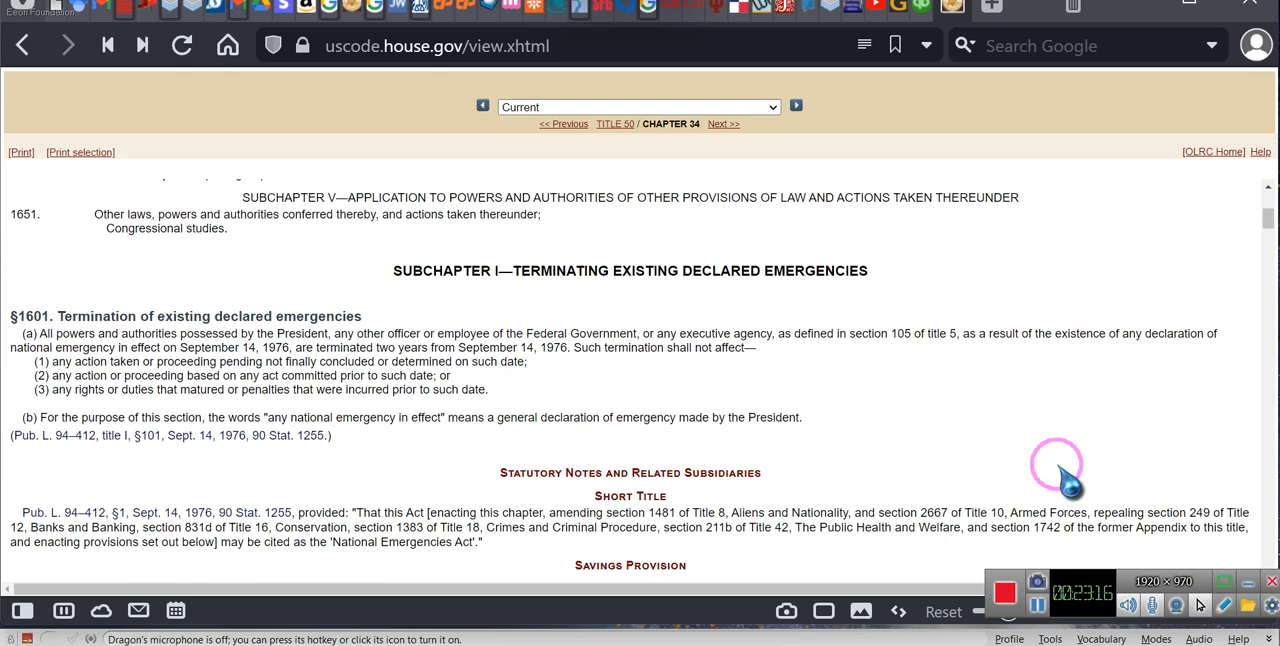 Eeon Foundation
uscode.house.gov/view.xhtml
Search Google
Current
<< Previous TITLE 50 / CHAPTER 34 Next >>
[Print] [Print selection]
[OLRC Home] Help
SUBCHAPTER V—APPLICATION TO POWERS AND AUTHORITIES OF OTHER PROVISIONS OF LAW AND ACTIONS TAKEN THEREUNDER
1651. Other laws, powers and authorities conferred thereby, and actions taken thereunder;
Congressional studies.
SUBCHAPTER I—TERMINATING EXISTING DECLARED EMERGENCIES
§1601. Termination of existing declared emergencies
(a) All powers and authorities possessed by the President, any other officer or employee of the Federal Government, or any executive agency, as defined in section 105 of title 5, as a result of the existence of any declaration of
national emergency in effect on September 14, 1976, are terminated two years from September 14, 1976. Such termination shall not affect—
(1) any action taken or proceeding pending not finally concluded or determined on such date;
(2) any action or proceeding based on any act committed prior to such date; or
(3) any rights or duties that matured or penalties that were incurred prior to such date.
(b) For the purpose of this section, the words "any national emergency in effect" means a general declaration of emergency made by the President.
(Pub. L. 94–412, title I, §101, Sept. 14, 1976, 90 Stat. 1255.)
STATUTORY NOTES AND RELATED SUBSIDIARIES
SHORT TITLE
Pub. L. 94–412, §1, Sept. 14, 1976, 90 Stat. 1255, provided: "That this Act [enacting this chapter, amending section 1481 of Title 8, Aliens and Nationality, and section 2667 of Title 10, Armed Forces, repealing section 249 of Title
12, Banks and Banking, section 831d of Title 16, Conservation, section 1383 of Title 18, Crimes and Criminal Procedure, section 211b of Title 42, The Public Health and Welfare, and section 1742 of the former Appendix to this title,
and enacting provisions set out below] may be cited as the 'National Emergencies Act'."
SAVINGS PROVISION
1920 × 970
00:23:16
Reset
Dragon's microphone is off; you can press its hotkey or click its icon to turn it on.
Profile Tools Vocabulary Modes Audio Help